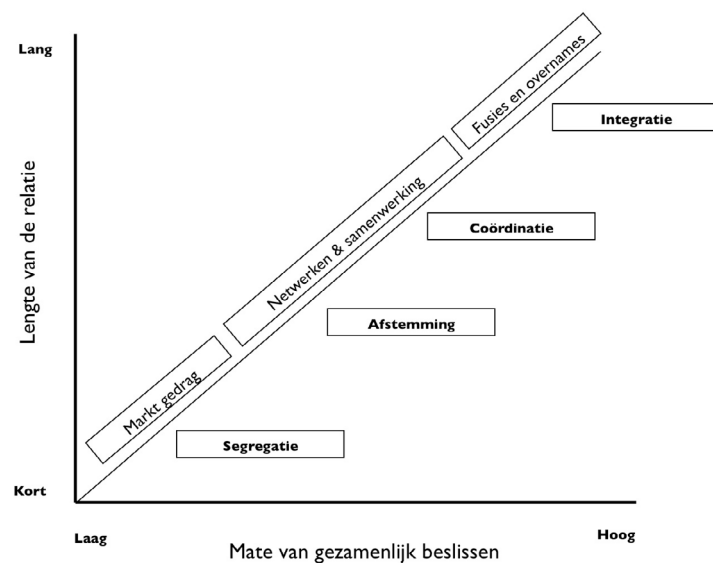 Lang
Fusies en overnames
Integratie
Lengte van de relatie
Netwerken & samenwerking
Coördinatie
Afstemming
Markt gedrag
Segregatie
Kort
Laag
Hoog
Mate van gezamenlijk beslissen